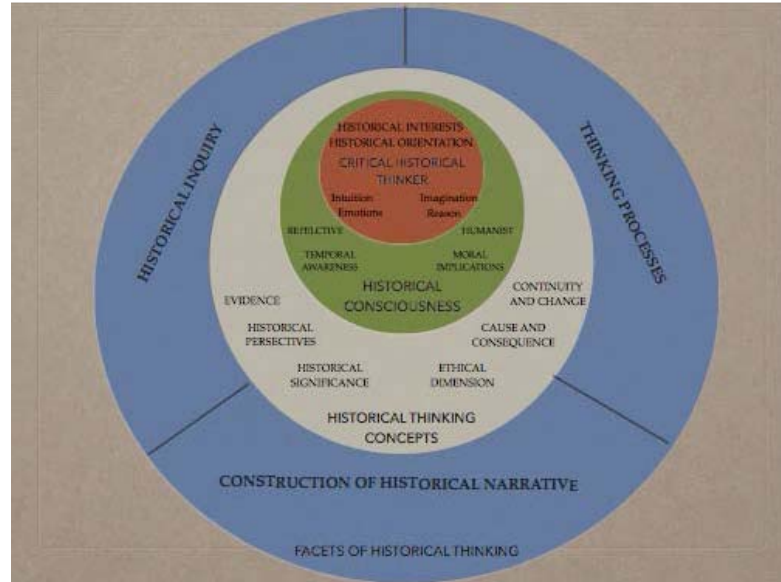 HISTORICAL INQUIRY
THINKING PROCESSES
HISTORICAL INTERESTS
HISTORICAL ORIENTATION
CRITICAL HISTORICAL
THINKER
Intuition
Imagination
Emotions
Reason
REFELCTIVE
HUMANIST
TEMPORAL
AWARENESS
MORAL
IMPLICATIONS
HISTORICAL
CONSCIOUSNESS
EVIDENCE
CONTINUITY
AND CHANGE
HISTORICAL
PERSECTIVES
CAUSE AND
CONSEQUENCE
HISTORICAL
SIGNIFICANCE
ETHICAL
DIMENSION
HISTORICAL THINKING
CONCEPTS
CONSTRUCTION OF HISTORICAL NARRATIVE
FACETS OF HISTORICAL THINKING